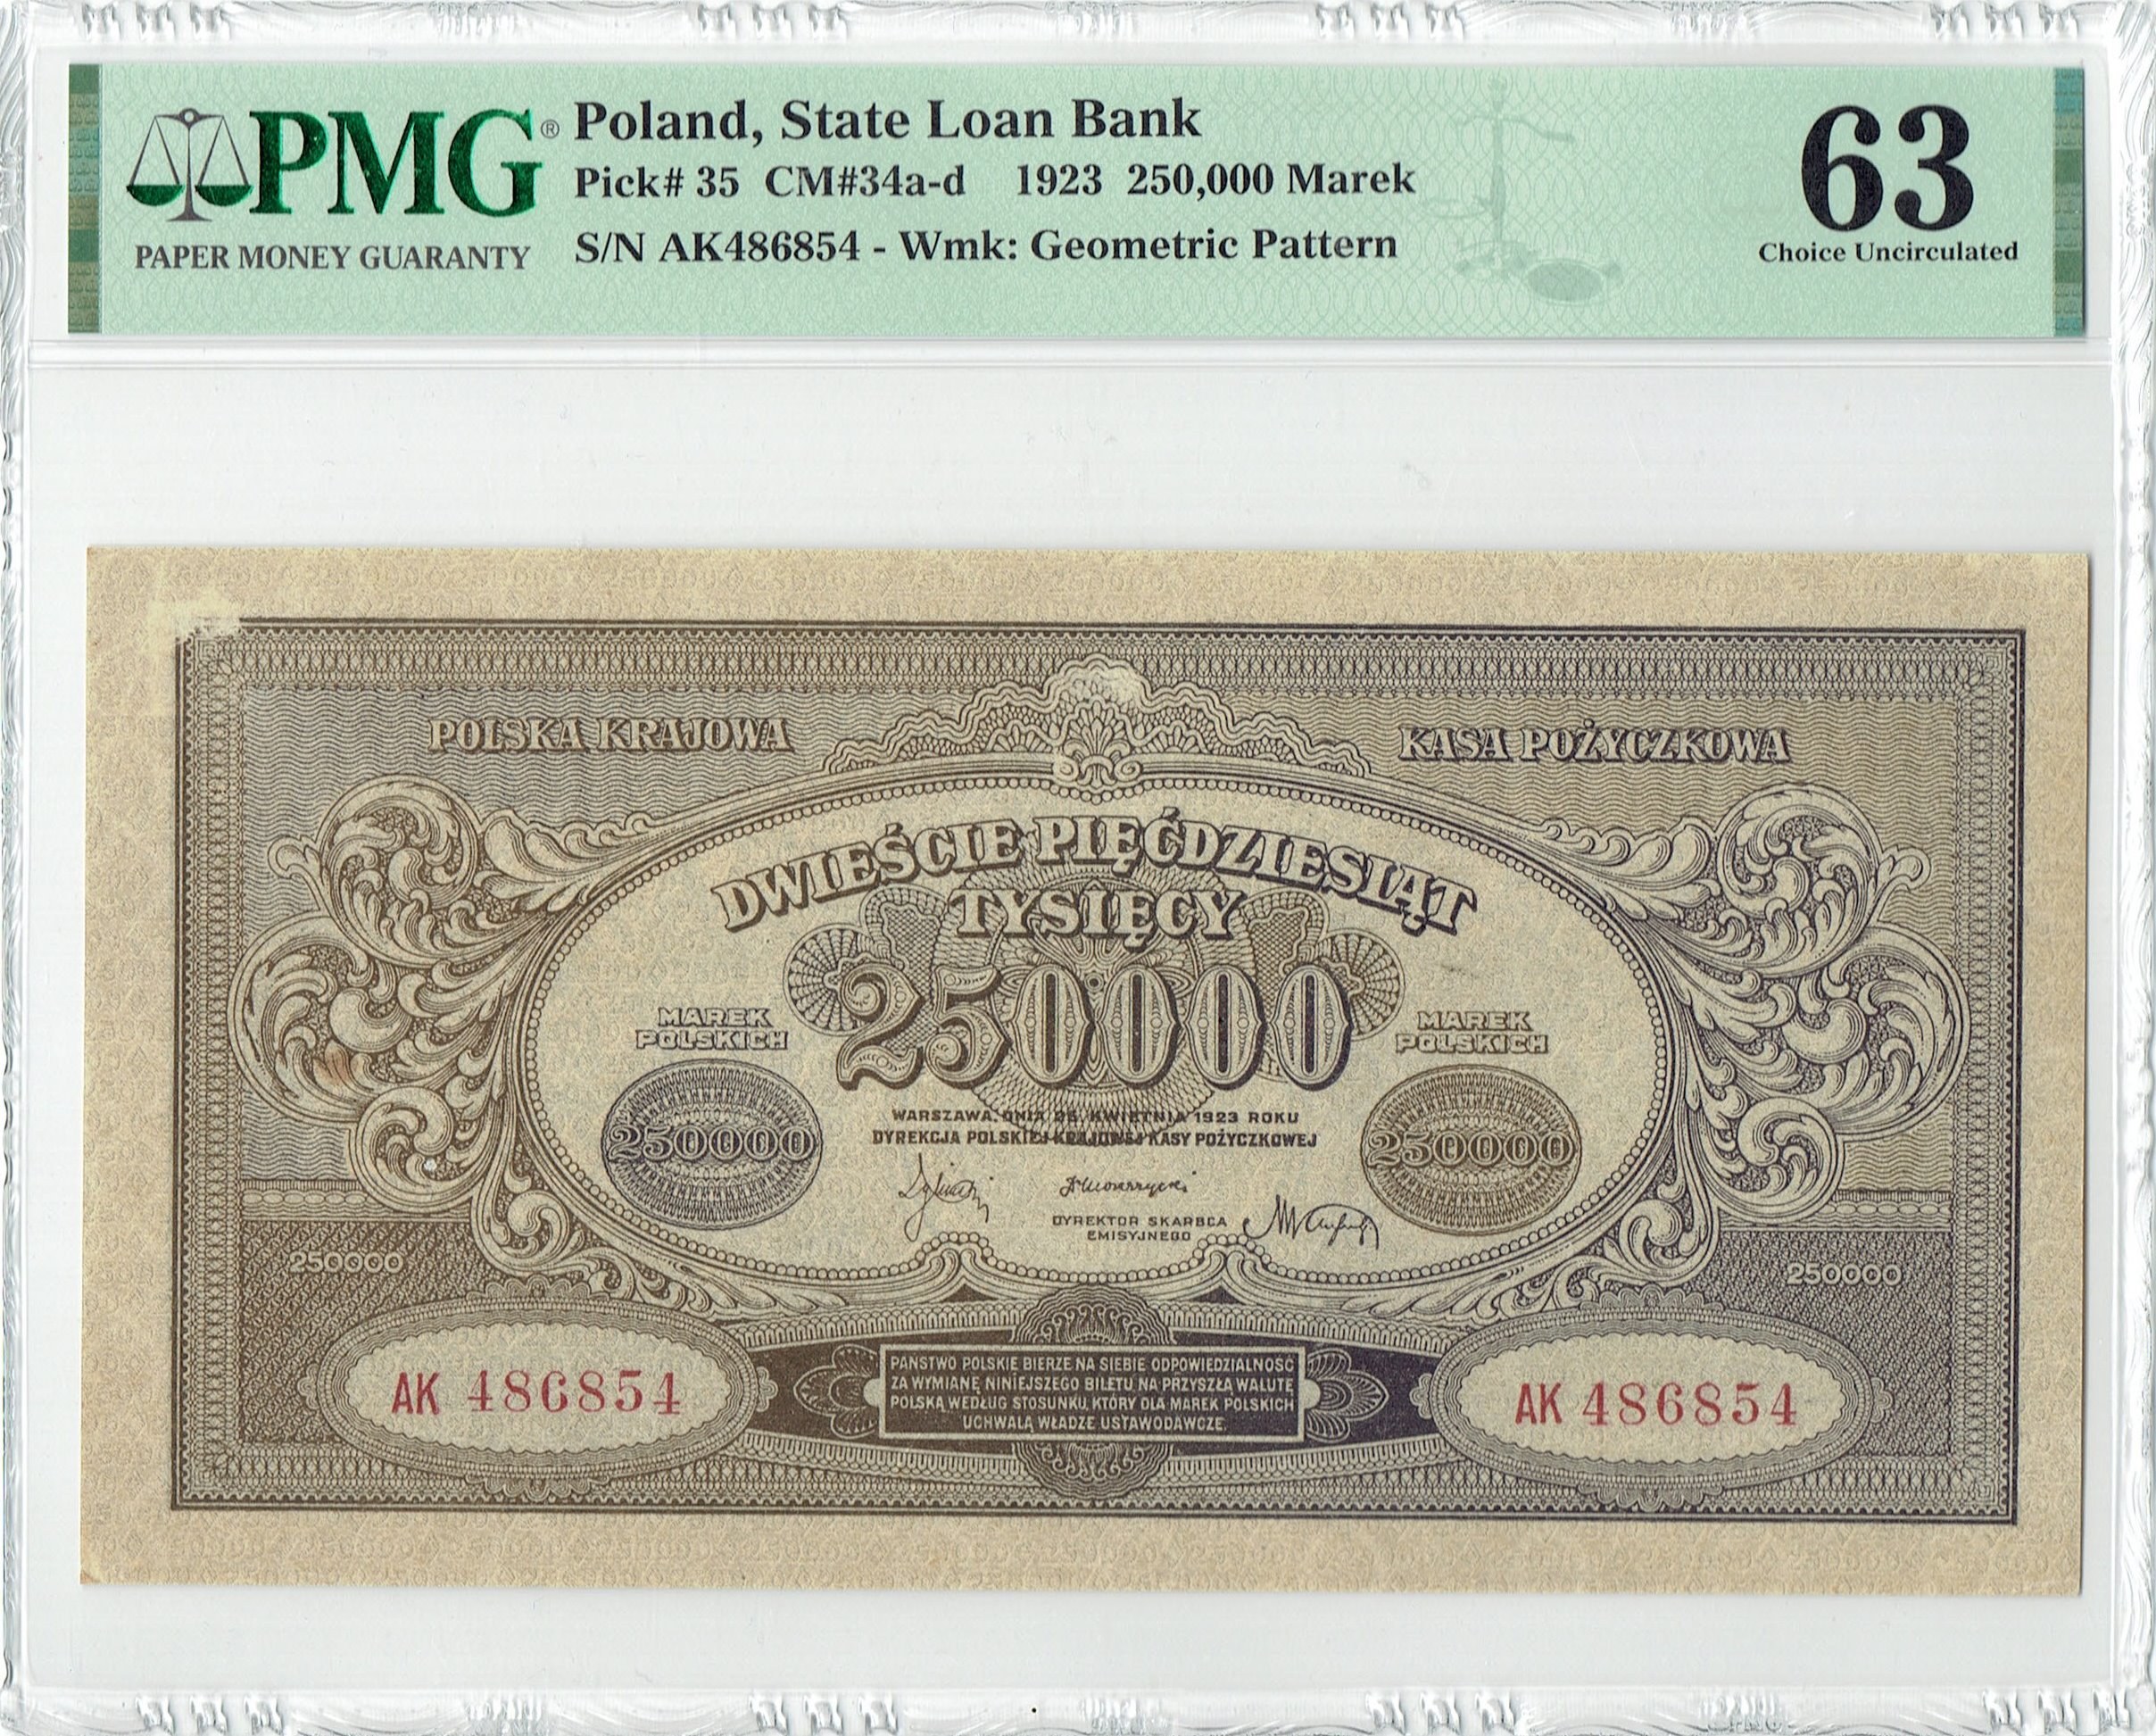 PMG®
PAPER MONEY GUARANTY
Poland, State Loan Bank
Pick# 35 CM#34a-d 1923 250,000 Marek
S/N AK486854 - Wmk: Geometric Pattern
63
Choice Uncirculated
POLSKA KRAJOWA
KASA POŻYCZKOWA
DWIEŚCIE PIĘĆDZIESIĄT
TYSIĘCY
250000
MAREK
POLSKICH
MAREK
POLSKICH
250000
250000
WARSZAWA, DNIA 25. KWIETNIA 1923 ROKU
DYREKCJA POLSKIEJ KRAJOWEJ KASY POŻYCZKOWEJ
DYREKTOR SKARBCA
EMISYJNEGO
250000
250000
AK 486854
AK 486854
PAŃSTWO POLSKIE BIERZE NA SIEBIE ODPOWIEDZIALNOŚĆ
ZA WYMIANĘ NINIEJSZEGO BILETU NA PRZYSZŁĄ WALUTĘ
POLSKĄ WEDŁUG STOSUNKU, KTÓRY DLA MAREK POLSKICH
UCHWALĄ WŁADZE USTAWODAWCZE.